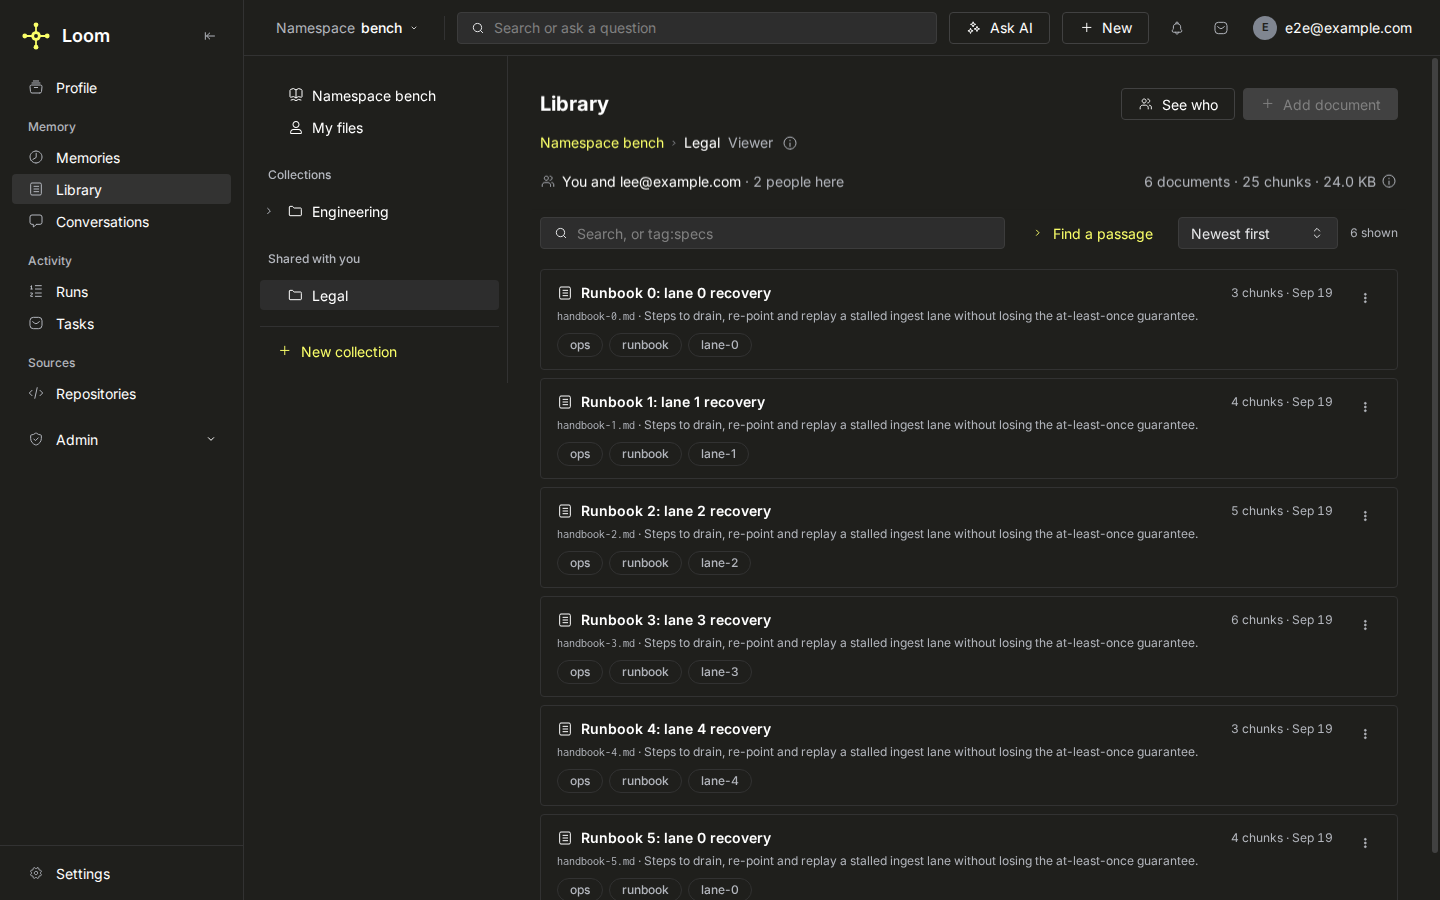 Loom
Profile
Memory
Memories
Library
Conversations
Activity
Runs
Tasks
Sources
Repositories
Admin
Settings
Namespace bench
Search or ask a question
Ask AI
New
E
e2e@example.com
Namespace bench
My files
Collections
Engineering
Shared with you
Legal
New collection
Library
See who
Add document
Namespace bench › Legal Viewer
You and lee@example.com · 2 people here
6 documents · 25 chunks · 24.0 KB
Search, or tag:specs
Find a passage
Newest first
6 shown
Runbook 0: lane 0 recovery
3 chunks · Sep 19
handbook-0.md · Steps to drain, re-point and replay a stalled ingest lane without losing the at-least-once guarantee.
ops runbook lane-0
Runbook 1: lane 1 recovery
4 chunks · Sep 19
handbook-1.md · Steps to drain, re-point and replay a stalled ingest lane without losing the at-least-once guarantee.
ops runbook lane-1
Runbook 2: lane 2 recovery
5 chunks · Sep 19
handbook-2.md · Steps to drain, re-point and replay a stalled ingest lane without losing the at-least-once guarantee.
ops runbook lane-2
Runbook 3: lane 3 recovery
6 chunks · Sep 19
handbook-3.md · Steps to drain, re-point and replay a stalled ingest lane without losing the at-least-once guarantee.
ops runbook lane-3
Runbook 4: lane 4 recovery
3 chunks · Sep 19
handbook-4.md · Steps to drain, re-point and replay a stalled ingest lane without losing the at-least-once guarantee.
ops runbook lane-4
Runbook 5: lane 0 recovery
4 chunks · Sep 19
handbook-5.md · Steps to drain, re-point and replay a stalled ingest lane without losing the at-least-once guarantee.
ops runbook lane-0